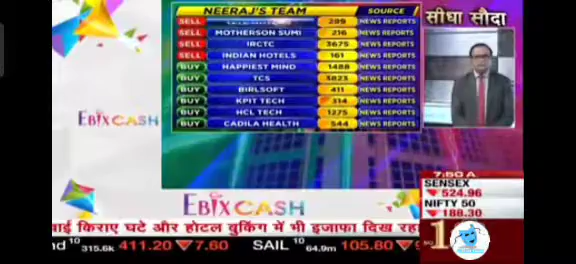 NEERAJ'S TEAM SOURCE
SELL 299 NEWS REPORTS
SELL MOTHERSON SUMI 216 NEWS REPORTS
SELL IRCTC 3675 NEWS REPORTS
SELL INDIAN HOTELS 161 NEWS REPORTS
BUY HAPPIEST MIND 1488 NEWS REPORTS
BUY TCS 3823 NEWS REPORTS
BUY BIRLSOFT 411 NEWS REPORTS
BUY KPIT TECH 314 NEWS REPORTS
BUY HCL TECH 1275 NEWS REPORTS
BUY CADILA HEALTH 544 NEWS REPORTS
सीधा सौदा
EBIXCASH
EBIXCASH
7:50 A
SENSEX
524.96
NIFTY 50
188.30
किराए घटे और होटल बुकिंग में भी इजाफा दिख
10 315.6k 411.20 7.60 SAIL 10 64.9m 105.80